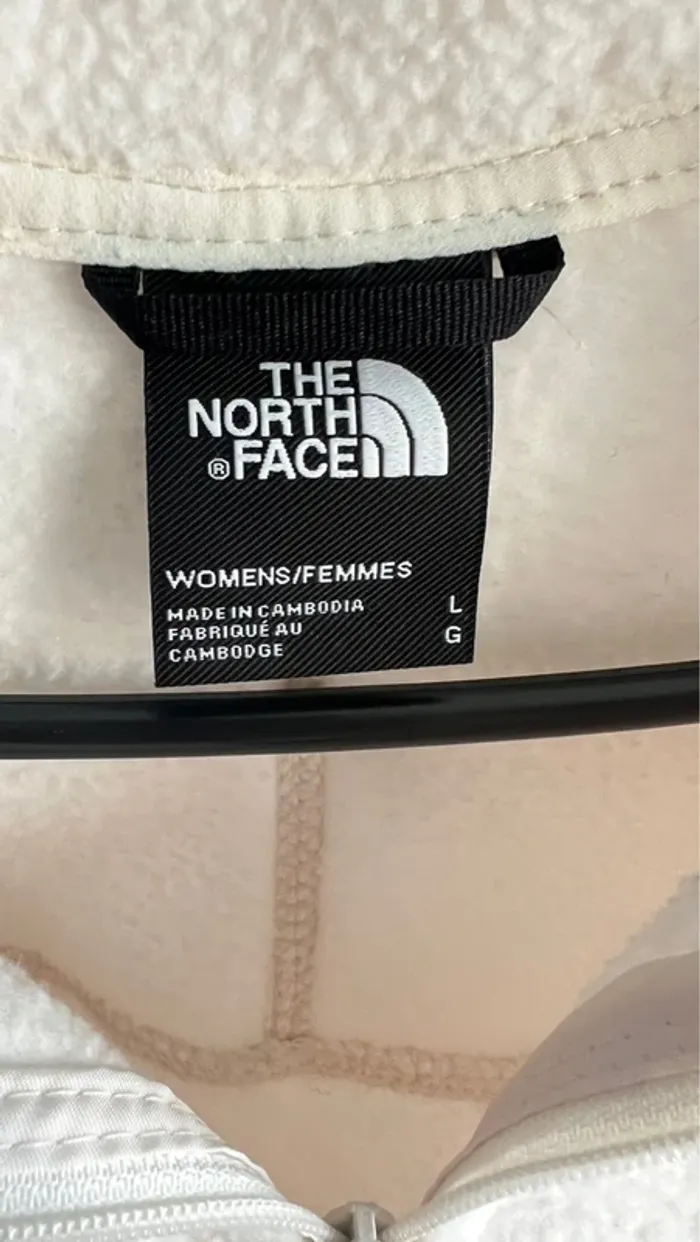 THE
NORTH
®FACE
WOMENS/FEMMES
MADE IN CAMBODIA L
FABRIQUÉ AU G
CAMBODGE